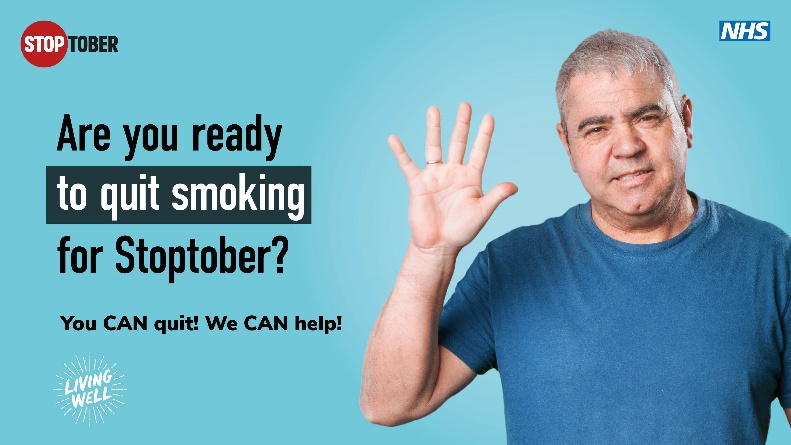 STOPTOBER
NHS
Are you ready
to quit smoking
for Stoptober?
You CAN quit! We CAN help!
LIVING
WELL